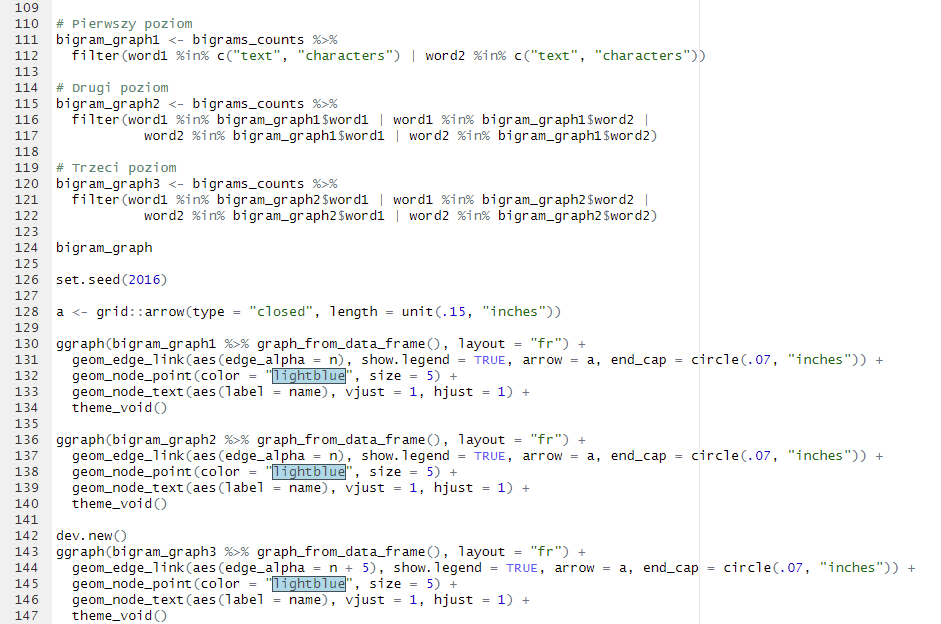 109
110 # Pierwszy poziom
111 bigram_graph1 <- bigrams_counts %>%
112   filter(word1 %in% c("text", "characters") | word2 %in% c("text", "characters"))
113
114 # Drugi poziom
115 bigram_graph2 <- bigrams_counts %>%
116   filter(word1 %in% bigram_graph1$word1 | word1 %in% bigram_graph1$word2 |
117            word2 %in% bigram_graph1$word1 | word2 %in% bigram_graph1$word2)
118
119 # Trzeci poziom
120 bigram_graph3 <- bigrams_counts %>%
121   filter(word1 %in% bigram_graph2$word1 | word1 %in% bigram_graph2$word2 |
122            word2 %in% bigram_graph2$word1 | word2 %in% bigram_graph2$word2)
123
124 bigram_graph
125
126 set.seed(2016)
127
128 a <- grid::arrow(type = "closed", length = unit(.15, "inches"))
129
130 ggraph(bigram_graph1 %>% graph_from_data_frame(), layout = "fr") +
131   geom_edge_link(aes(edge_alpha = n), show.legend = TRUE, arrow = a, end_cap = circle(.07, "inches")) +
132   geom_node_point(color = "lightblue", size = 5) +
133   geom_node_text(aes(label = name), vjust = 1, hjust = 1) +
134   theme_void()
135
136 ggraph(bigram_graph2 %>% graph_from_data_frame(), layout = "fr") +
137   geom_edge_link(aes(edge_alpha = n), show.legend = TRUE, arrow = a, end_cap = circle(.07, "inches")) +
138   geom_node_point(color = "lightblue", size = 5) +
139   geom_node_text(aes(label = name), vjust = 1, hjust = 1) +
140   theme_void()
141
142 dev.new()
143 ggraph(bigram_graph3 %>% graph_from_data_frame(), layout = "fr") +
144   geom_edge_link(aes(edge_alpha = n + 5), show.legend = TRUE, arrow = a, end_cap = circle(.07, "inches")) +
145   geom_node_point(color = "lightblue", size = 5) +
146   geom_node_text(aes(label = name), vjust = 1, hjust = 1) +
147   theme_void()